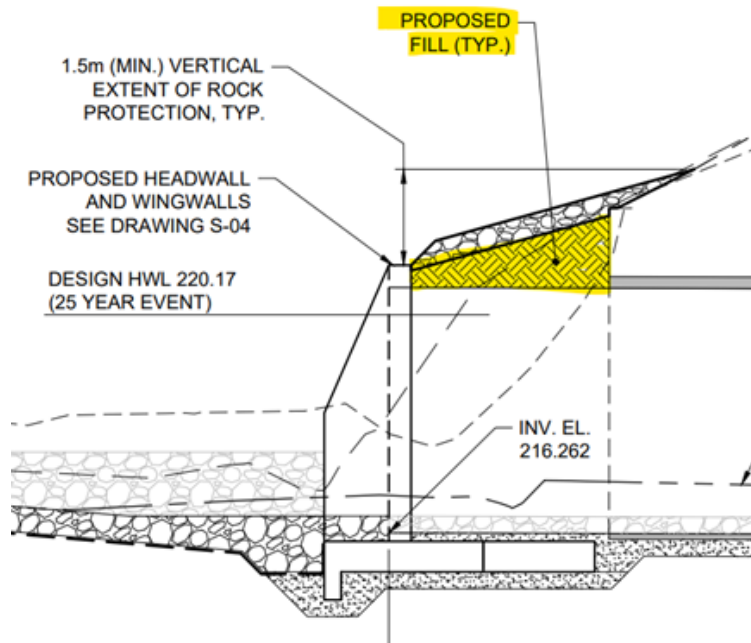 PROPOSED
FILL (TYP.)
1.5m (MIN.) VERTICAL
EXTENT OF ROCK
PROTECTION, TYP.
PROPOSED HEADWALL
AND WINGWALLS
SEE DRAWING S-04
DESIGN HWL 220.17
(25 YEAR EVENT)
INV. EL.
216.262